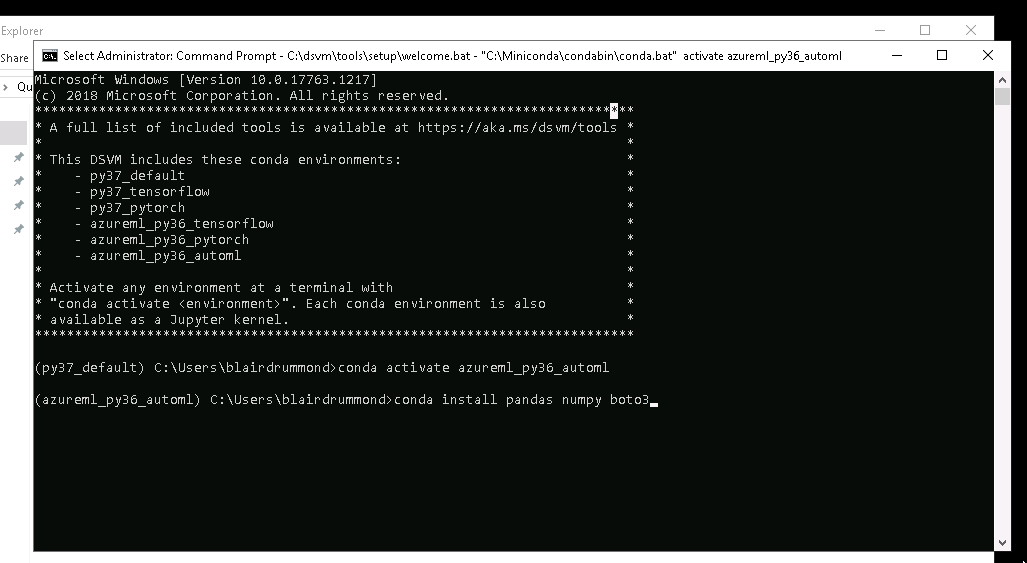 Explorer
Select Administrator: Command Prompt - C:\dsvm\tools\setup\welcome.bat - "C:\Miniconda\condabin\conda.bat" activate azureml_py36_automl
Share
Qu
Microsoft Windows [Version 10.0.17763.1217]
(c) 2018 Microsoft Corporation. All rights reserved.
***************************************************************************
* A full list of included tools is available at https://aka.ms/dsvm/tools *
* *
* This DSVM includes these conda environments: *
* - py37_default *
* - py37_tensorflow *
* - py37_pytorch *
* - azureml_py36_tensorflow *
* - azureml_py36_pytorch *
* - azureml_py36_automl *
* *
* Activate any environment at a terminal with *
* "conda activate <environment>". Each conda environment is also *
* available as a Jupyter kernel. *
***************************************************************************
(py37_default) C:\Users\blairdrummond>conda activate azureml_py36_automl
(azureml_py36_automl) C:\Users\blairdrummond>conda install pandas numpy boto3